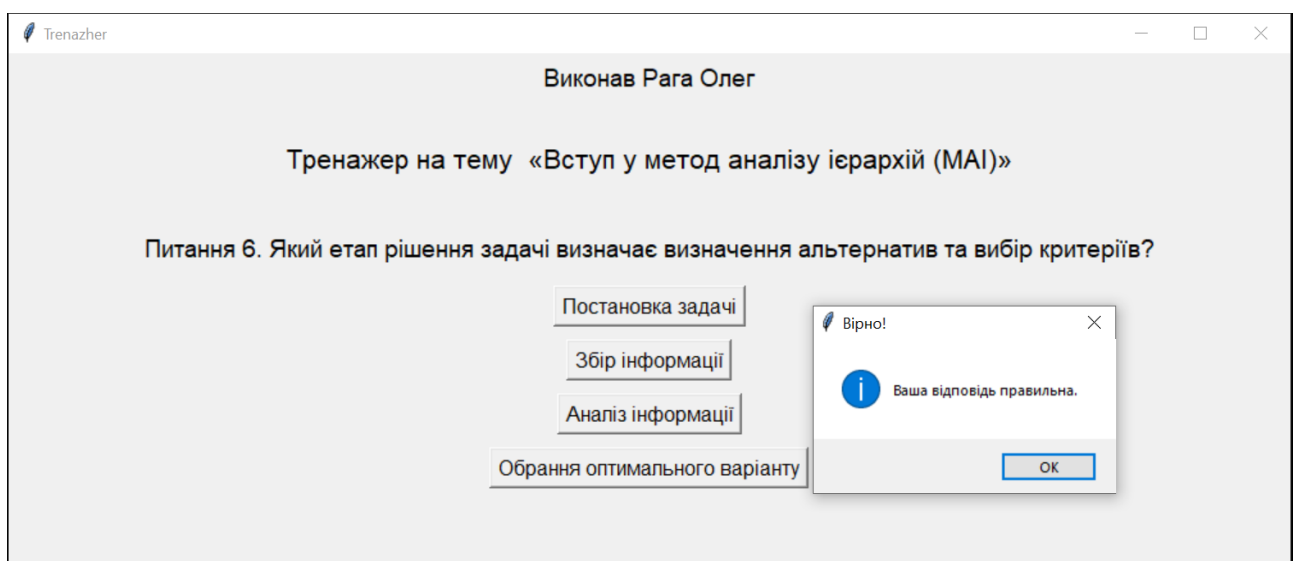 Trenazher
Виконав Рага Олег
Тренажер на тему «Вступ у метод аналізу ієрархій (МАІ)»
Питання 6. Який етап рішення задачі визначає визначення альтернатив та вибір критеріїв?
Постановка задачі
Збір інформації
Аналіз інформації
Обрання оптимального варіанту
Вірно!
Ваша відповідь правильна.
ОК